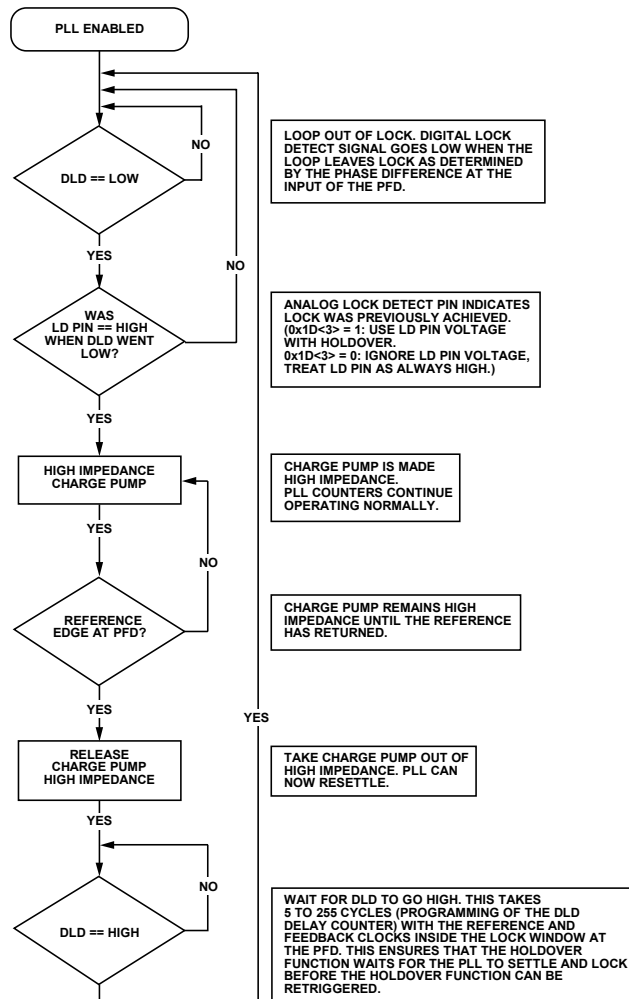 PLL ENABLED
NO
DLD == LOW
LOOP OUT OF LOCK. DIGITAL LOCK
DETECT SIGNAL GOES LOW WHEN THE
LOOP LEAVES LOCK AS DETERMINED
BY THE PHASE DIFFERENCE AT THE
INPUT OF THE PFD.
YES
NO
WAS
LD PIN == HIGH
WHEN DLD WENT
LOW?
ANALOG LOCK DETECT PIN INDICATES
LOCK WAS PREVIOUSLY ACHIEVED.
(0x1D<3> = 1: USE LD PIN VOLTAGE
WITH HOLDOVER.
0x1D<3> = 0: IGNORE LD PIN VOLTAGE,
TREAT LD PIN AS ALWAYS HIGH.)
YES
HIGH IMPEDANCE
CHARGE PUMP
CHARGE PUMP IS MADE
HIGH IMPEDANCE.
PLL COUNTERS CONTINUE
OPERATING NORMALLY.
YES
NO
REFERENCE
EDGE AT PFD?
CHARGE PUMP REMAINS HIGH
IMPEDANCE UNTIL THE REFERENCE
HAS RETURNED.
YES
YES
RELEASE
CHARGE PUMP
HIGH IMPEDANCE
TAKE CHARGE PUMP OUT OF
HIGH IMPEDANCE. PLL CAN
NOW RESETTLE.
YES
NO
DLD == HIGH
WAIT FOR DLD TO GO HIGH. THIS TAKES
5 TO 255 CYCLES (PROGRAMMING OF THE DLD
DELAY COUNTER) WITH THE REFERENCE AND
FEEDBACK CLOCKS INSIDE THE LOCK WINDOW AT
THE PFD. THIS ENSURES THAT THE HOLDOVER
FUNCTION WAITS FOR THE PLL TO SETTLE AND LOCK
BEFORE THE HOLDOVER FUNCTION CAN BE
RETRIGGERED.